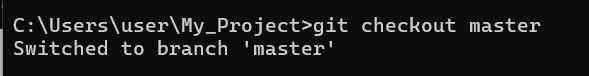 C:\Users\user\My_Project>git checkout master
Switched to branch 'master'